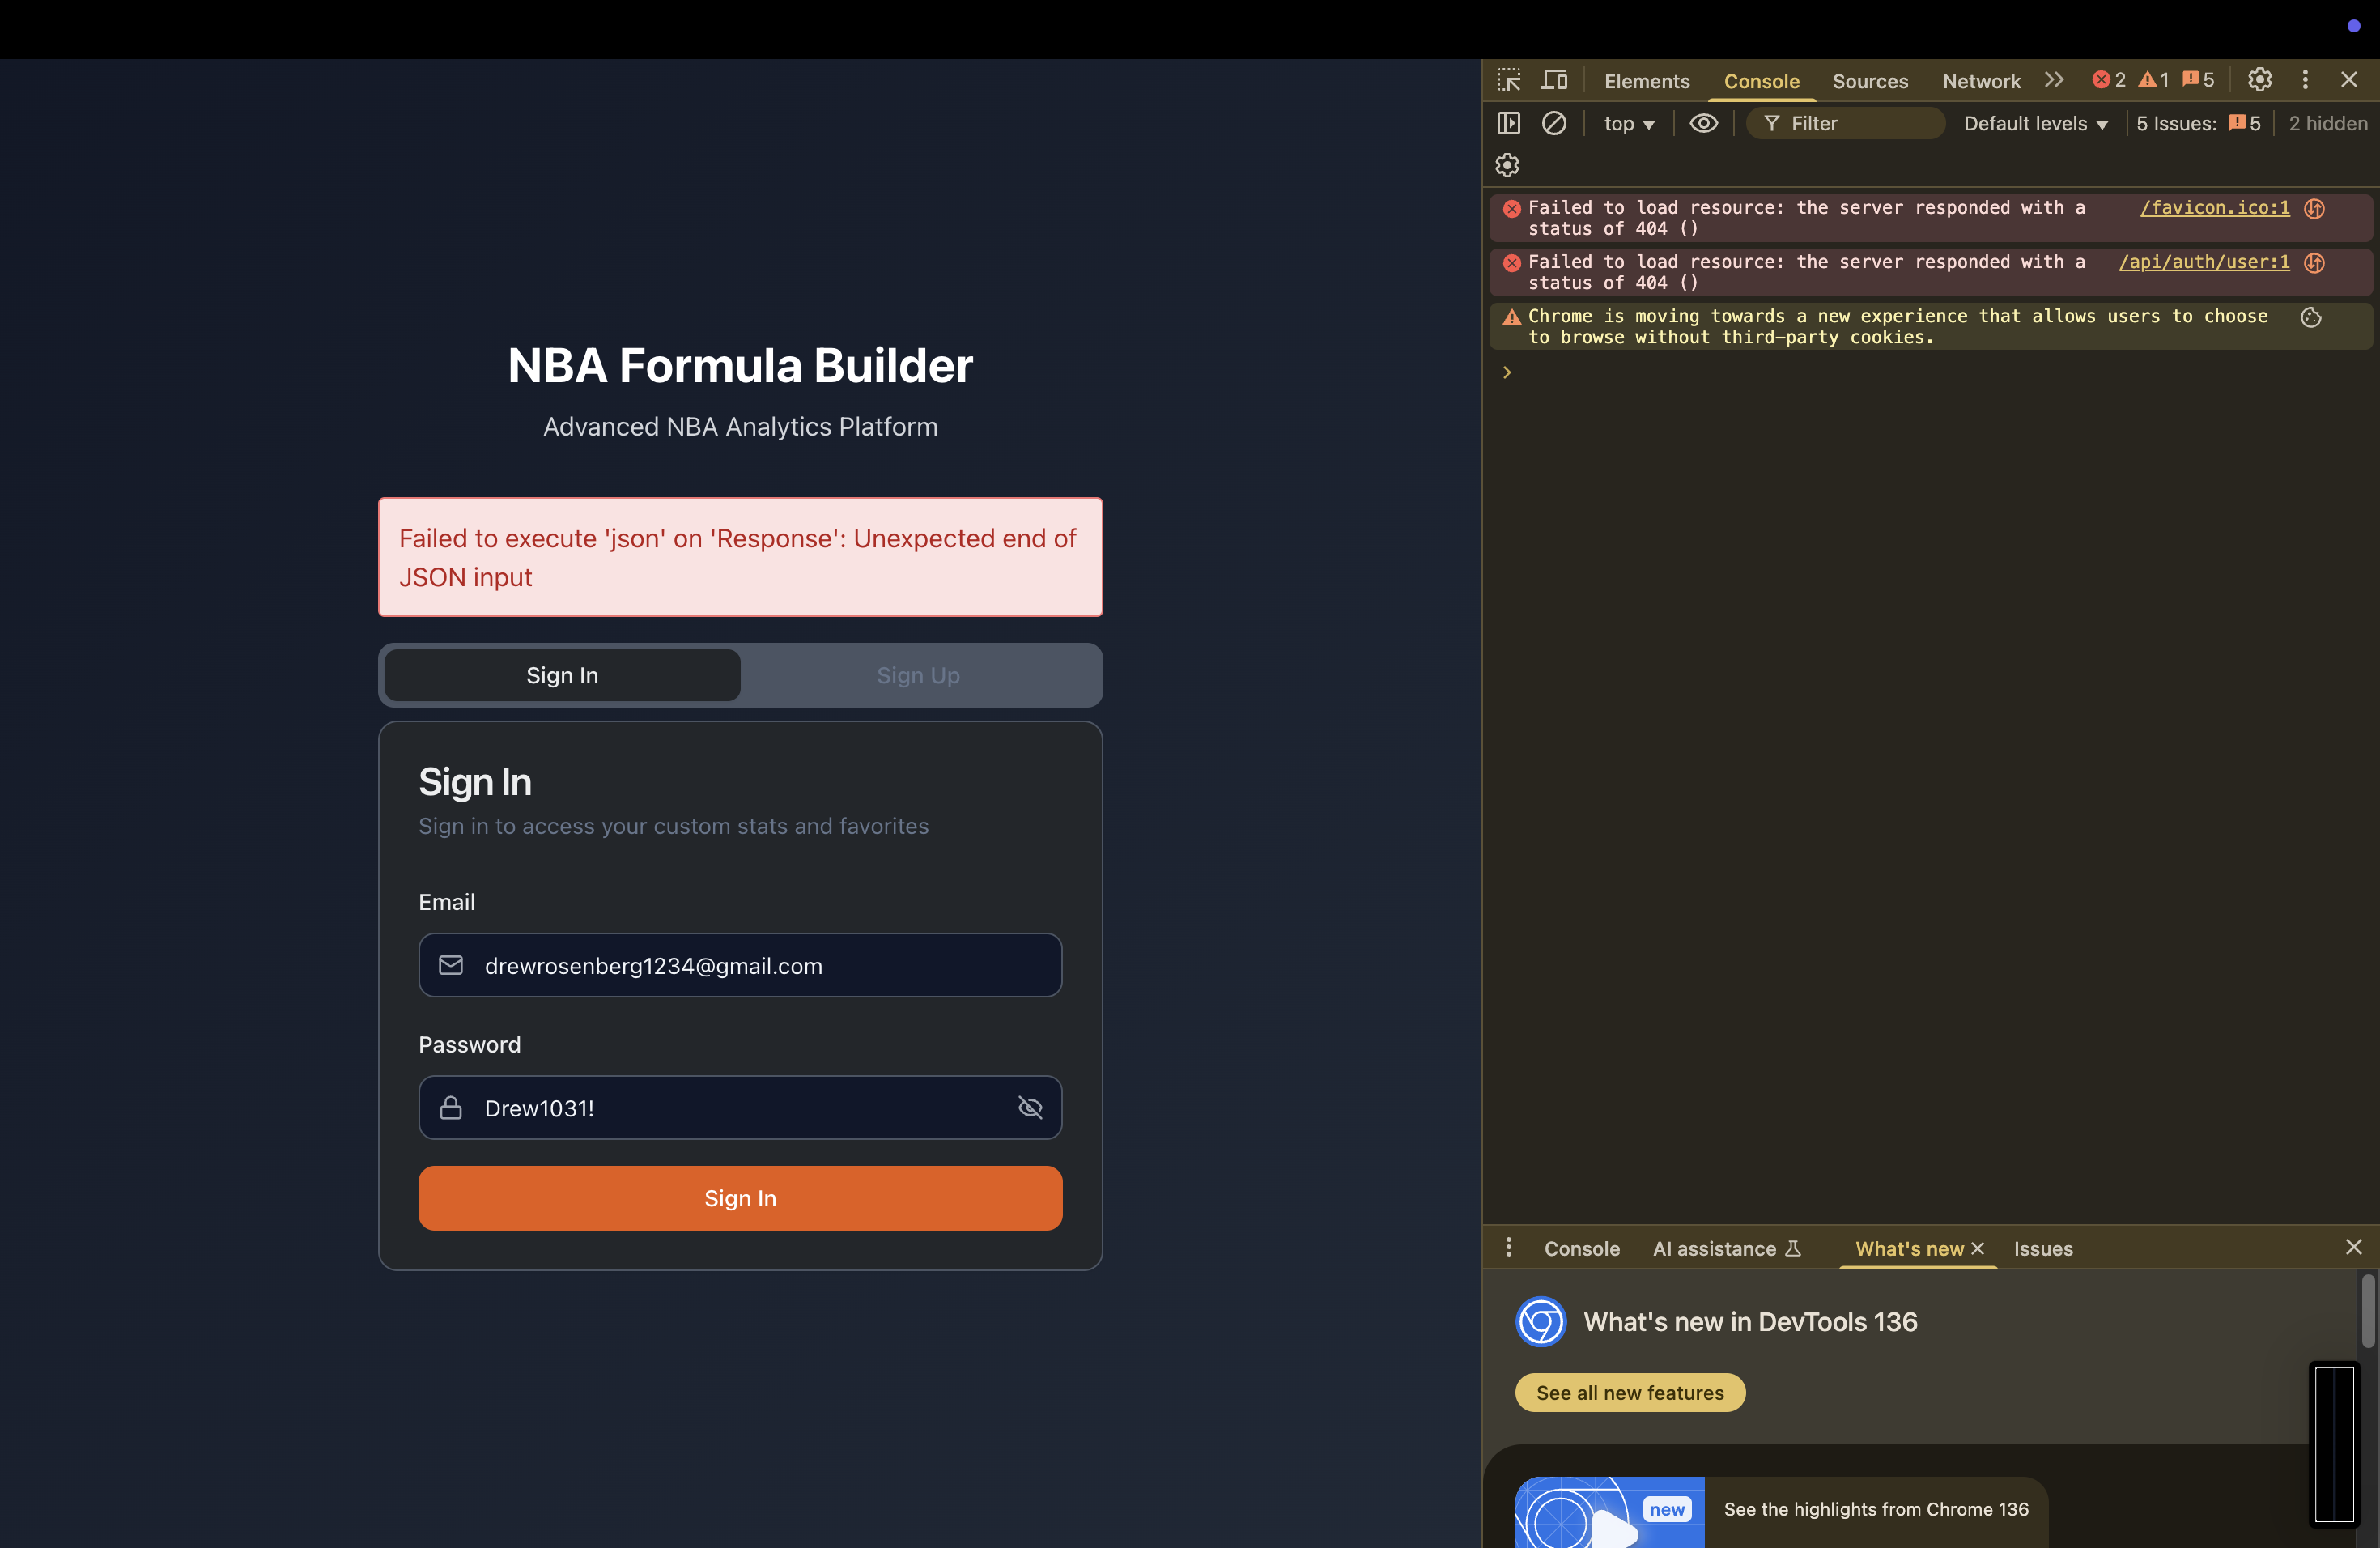 NBA Formula Builder
Advanced NBA Analytics Platform
Failed to execute 'json' on 'Response': Unexpected end of
JSON input
Sign In
Sign Up
Sign In
Sign in to access your custom stats and favorites
Email
drewrosenberg1234@gmail.com
Password
Drew1031!
Sign In
Elements Console Sources Network 2 1 5
top Filter Default levels 5 Issues: 5 2 hidden
Failed to load resource: the server responded with a /favicon.ico:1
status of 404 ()
Failed to load resource: the server responded with a /api/auth/user:1
status of 404 ()
Chrome is moving towards a new experience that allows users to choose
to browse without third-party cookies.
Console AI assistance What's new Issues
What's new in DevTools 136
See all new features
new
See the highlights from Chrome 136